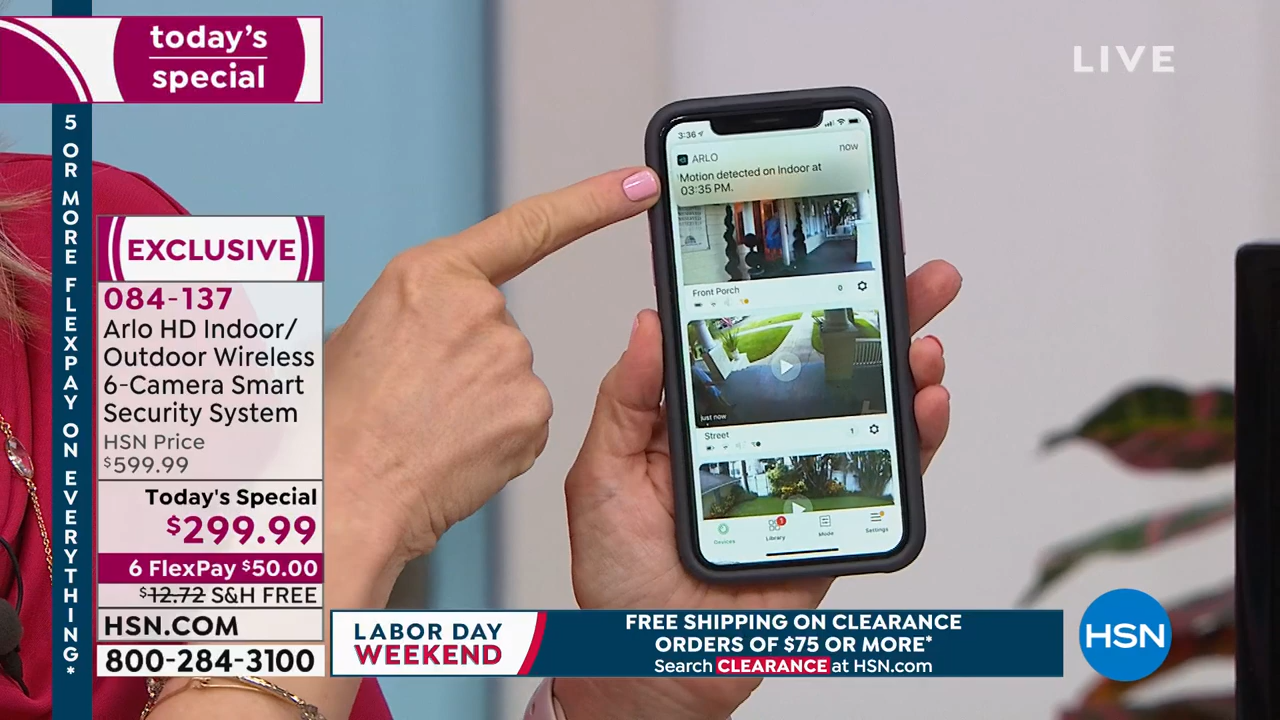 today's
special
LIVE
5 OR MORE FLEXPAY ON EVERYTHING!*
EXCLUSIVE
084-137
Arlo HD Indoor/
Outdoor Wireless
6-Camera Smart
Security System
HSN Price
$599.99
Today's Special
$299.99
6 FlexPay $50.00
$12.72 S&H FREE
HSN.COM
800-284-3100
3:36
ARLO
now
Motion detected on Indoor at
03:35 PM.
Front Porch
0
just now
Street
1
Devices
1
Library
Mode
Settings
LABOR DAY
WEEKEND
FREE SHIPPING ON CLEARANCE
ORDERS OF $75 OR MORE*
Search CLEARANCE at HSN.com
HSN